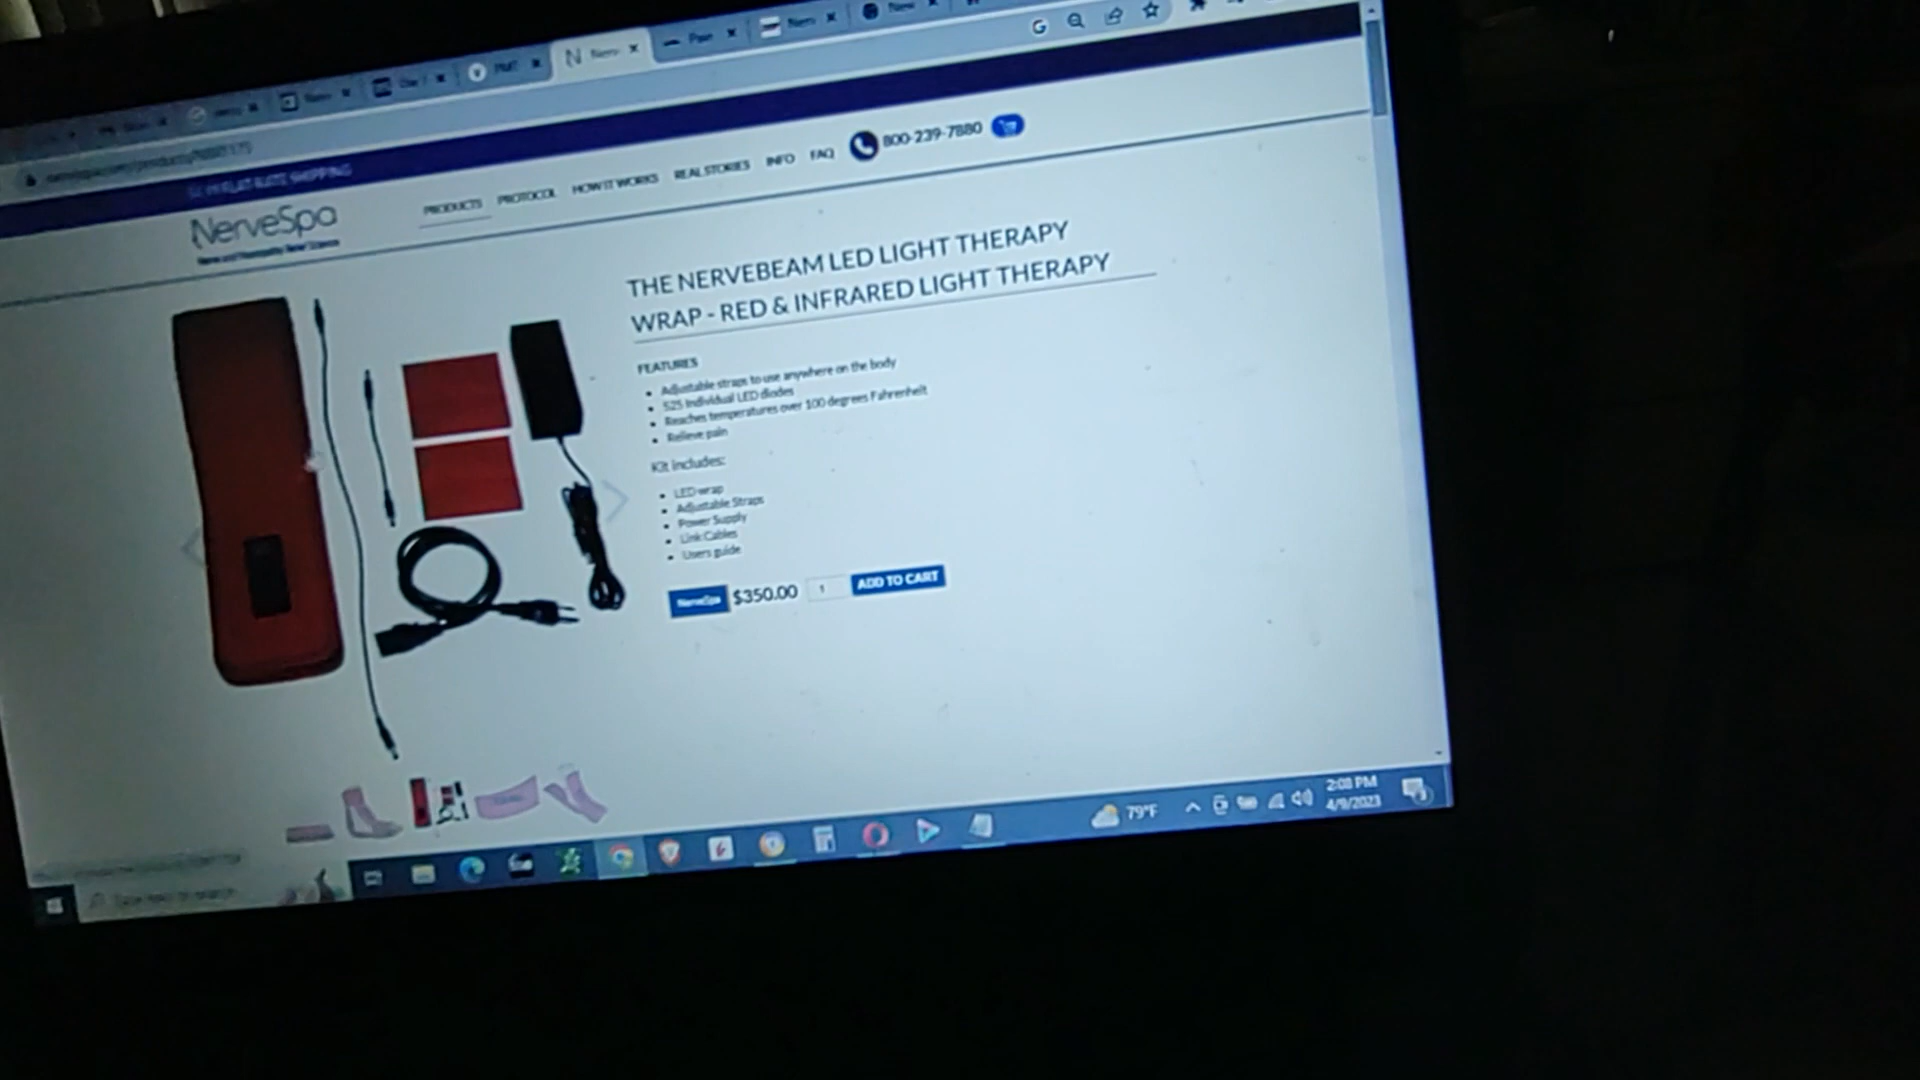 NerveSpa
PRODUCTS PROTOCOL HOW IT WORKS REAL STORIES INFO FAQ 800-239-7880
THE NERVEBEAM LED LIGHT THERAPY
WRAP - RED & INFRARED LIGHT THERAPY
FEATURES
Adjustable straps to use anywhere on the body
525 Individual LED diodes
Reaches temperatures over 100 degrees Fahrenheit
Relieve pain
Kit includes:
LED wrap
Adjustable Straps
Power Supply
Link Cables
Users guide
NerveSpa $350.00 1 ADD TO CART
79°F
2:08 PM
4/9/2023